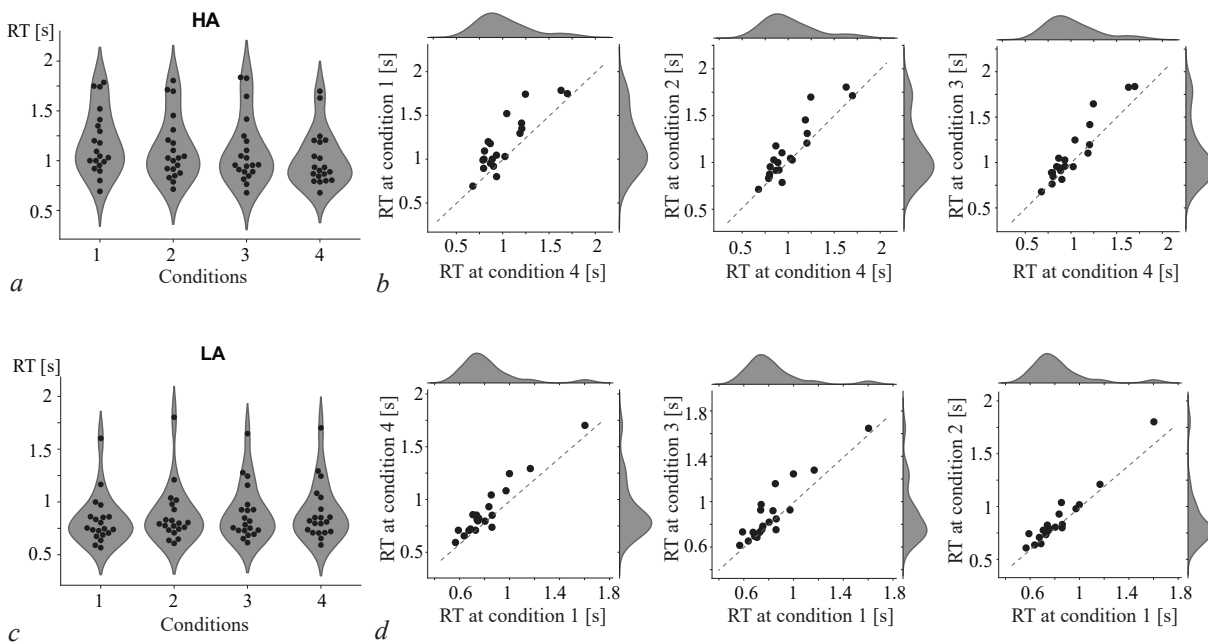 HA
RT [s]
2
1.5
1
0.5
1 2 3 4
Conditions
a
RT at condition 1 [s]
2
1.5
1
0.5
0.5 1 1.5 2
RT at condition 4 [s]
b
RT at condition 2 [s]
2
1.5
1
0.5
0.5 1 1.5 2
RT at condition 4 [s]
RT at condition 3 [s]
2
1.5
1
0.5
0.5 1 1.5 2
RT at condition 4 [s]
LA
RT [s]
2
1.5
1
0.5
1 2 3 4
Conditions
c
RT at condition 4 [s]
2
1.5
1
0.5
0.6 1 1.4 1.8
RT at condition 1 [s]
d
RT at condition 3 [s]
1.8
1.4
1
0.6
0.6 1 1.4 1.8
RT at condition 1 [s]
RT at condition 2 [s]
2
1.5
1
0.5
0.6 1 1.4 1.8
RT at condition 1 [s]